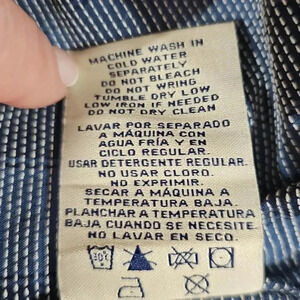 MACHINE WASH IN
COLD WATER
SEPARATELY
DO NOT BLEACH
DO NOT WRING
TUMBLE DRY LOW
LOW IRON IF NEEDED
DO NOT DRY CLEAN
LAVAR POR SEPARADO
A MÁQUINA CON
AGUA FRÍA Y EN
CICLO REGULAR.
USAR DETERGENTE REGULAR.
NO USAR CLORO.
NO EXPRIMIR.
SECAR A MÁQUINA A
TEMPERATURA BAJA.
PLANCHAR A TEMPERATURA
BAJA CUANDO SE NECESITE.
NO LAVAR EN SECO.